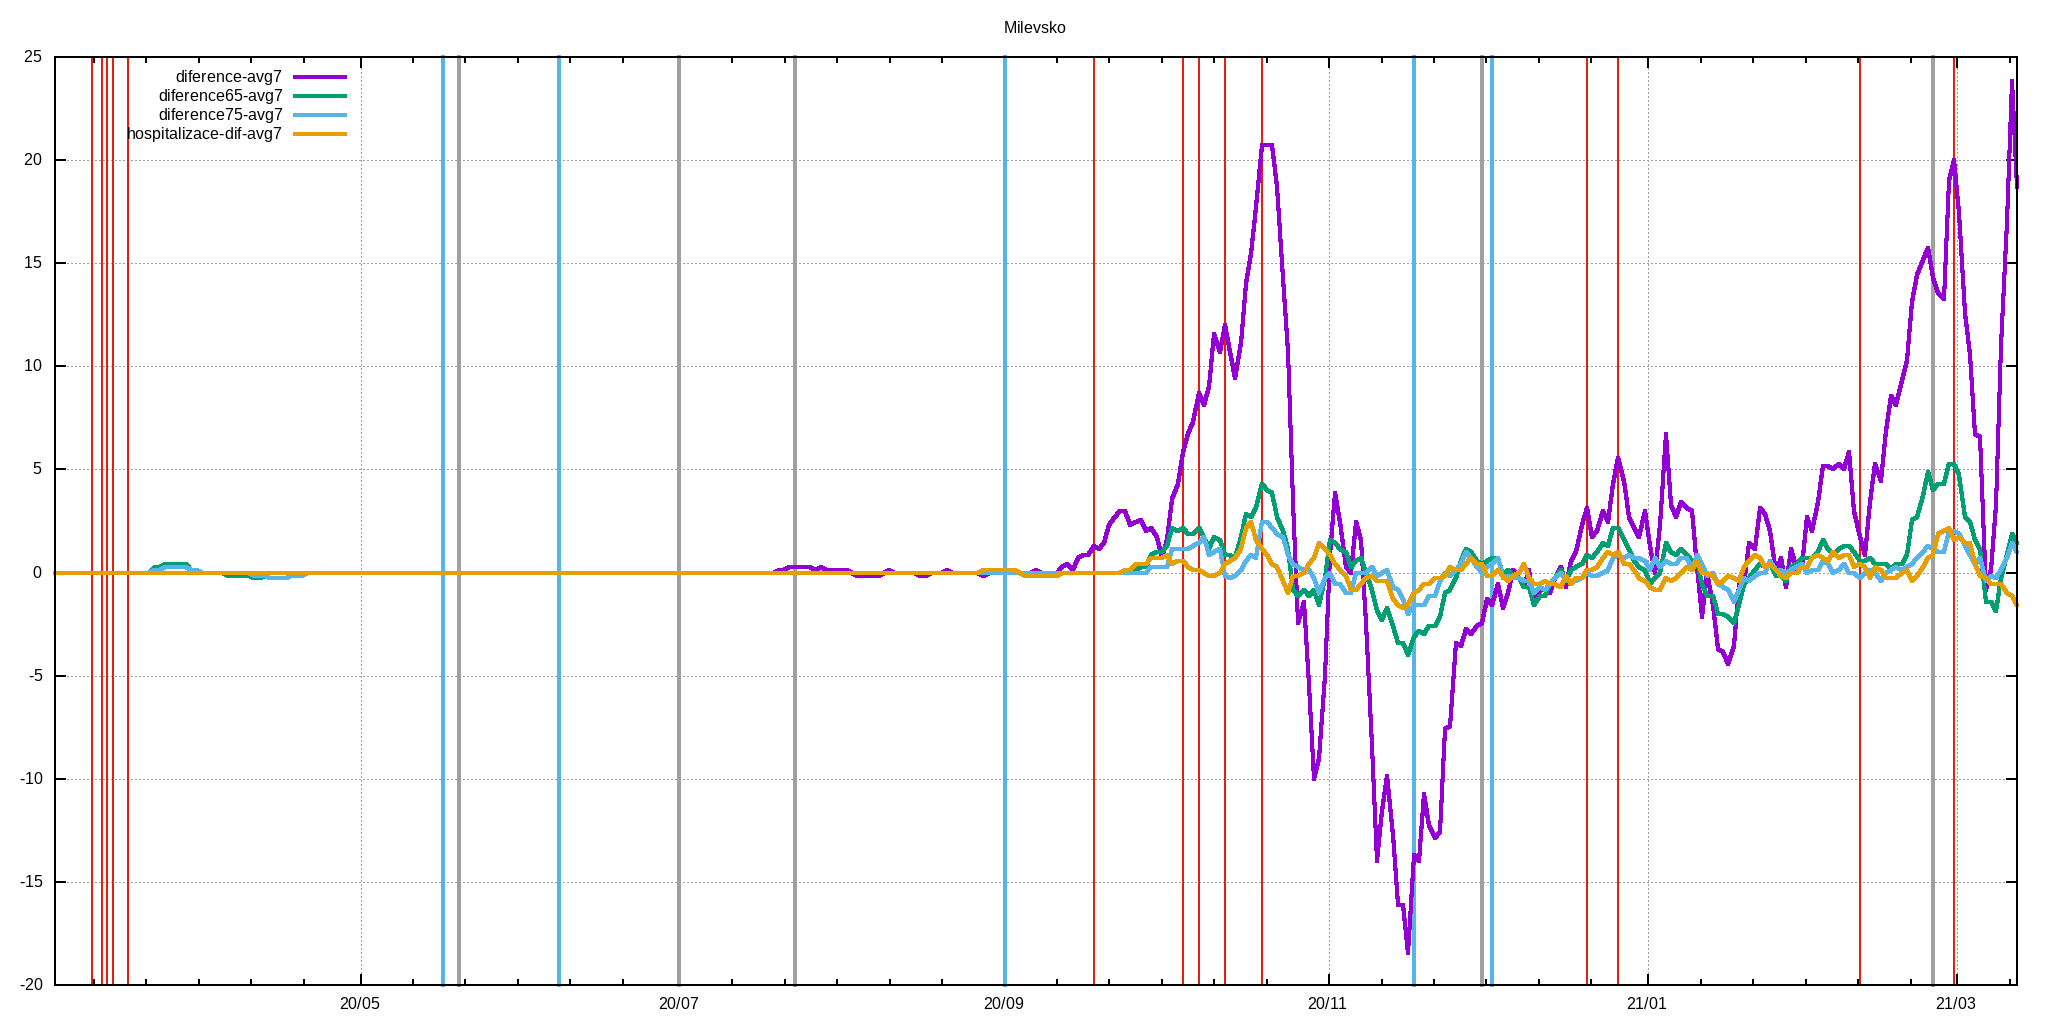 Milevsko
25
diference-avg7
diference65-avg7
diference75-avg7
hospitalizace-dif-avg7
20
15
10
5
0
-5
-10
-15
-20
20/05 20/07 20/09 20/11 21/01 21/03